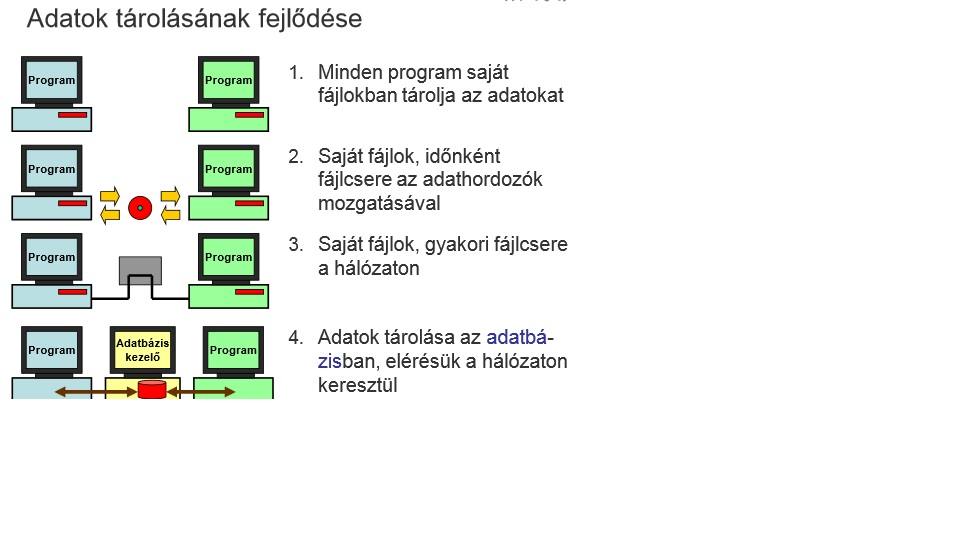 Adatok tárolásának fejlődése
Program
Program
1. Minden program saját
fájlokban tárolja az adatokat
Program
Program
2. Saját fájlok, időnként
fájlcsere az adathordozók
mozgatásával
Program
Program
3. Saját fájlok, gyakori fájlcsere
a hálózaton
Program
Adatbázis
kezelő
Program
4. Adatok tárolása az adatbá-
zisban, elérésük a hálózaton
keresztül